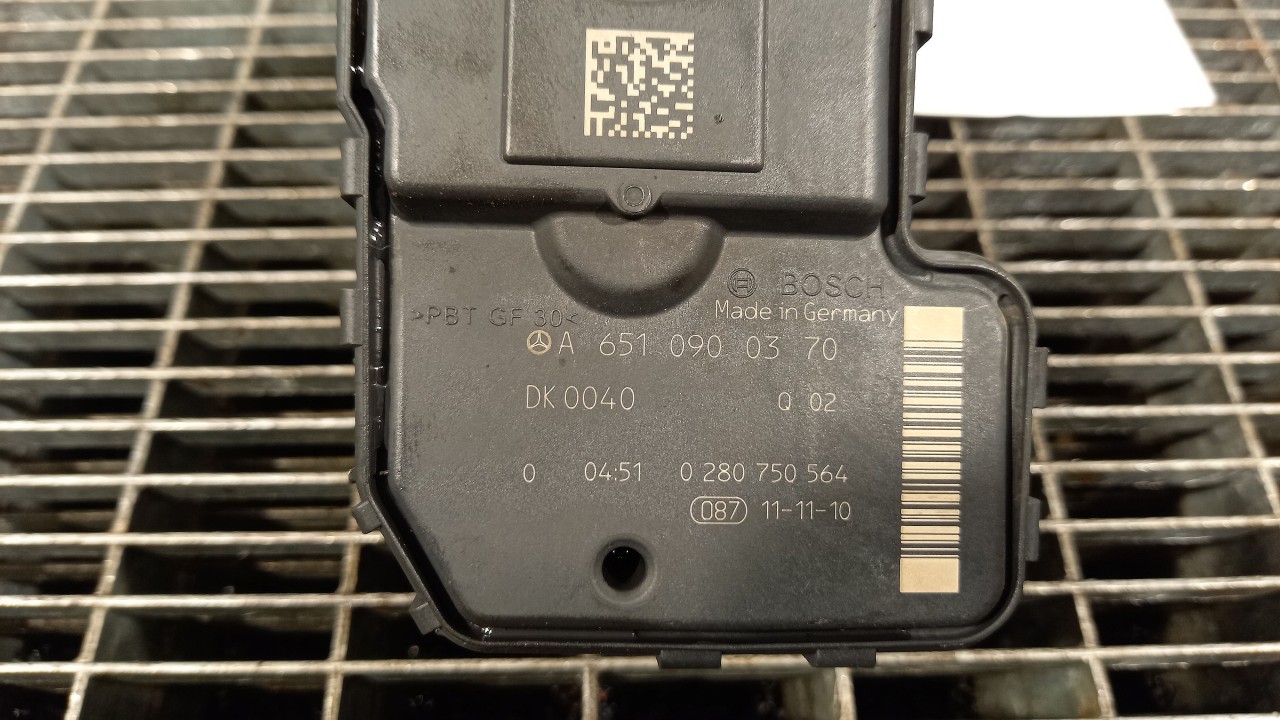 BOSCH
>PBT GF 30<
Made in Germany
A 651 090 03 70
DK 0040 Q 02
0 04:51 0 280 750 564
087 11-11-10